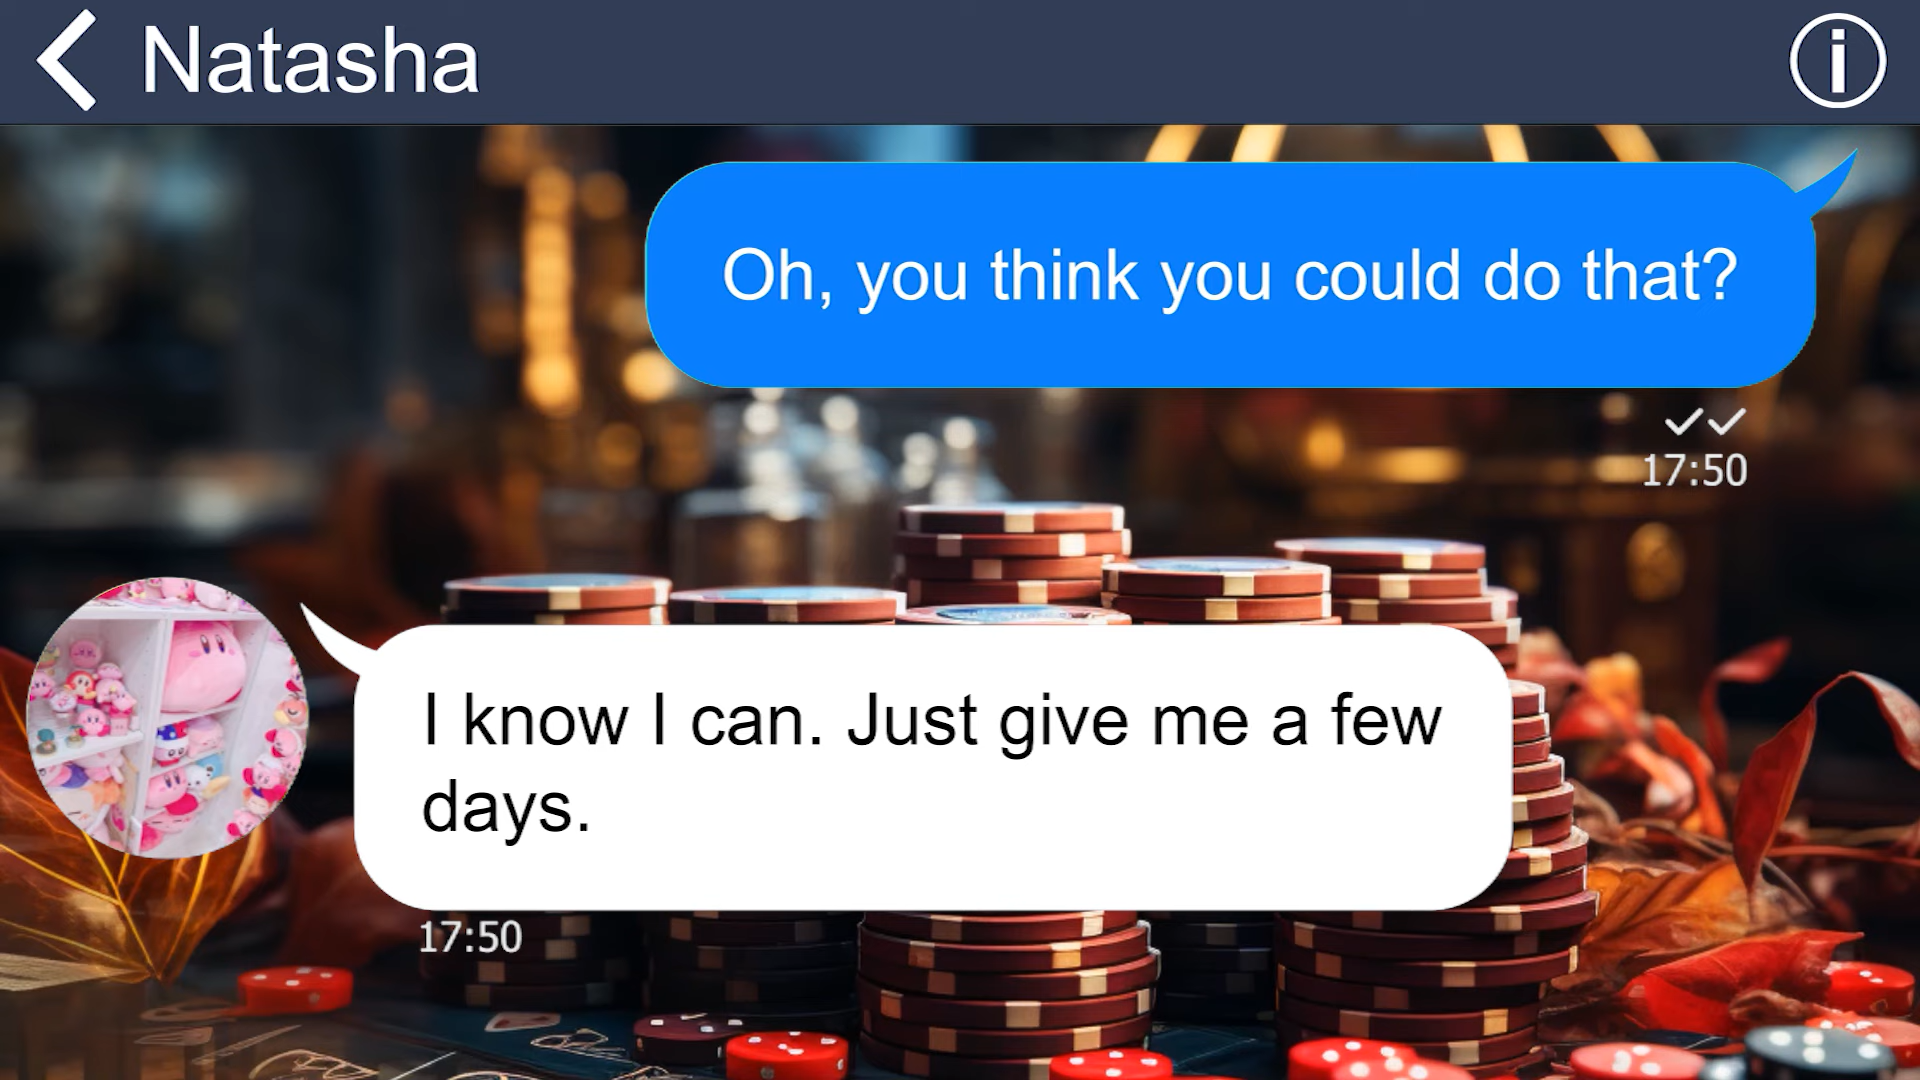 Natasha
Oh, you think you could do that?
17:50
I know I can. Just give me a few
days.
17:50